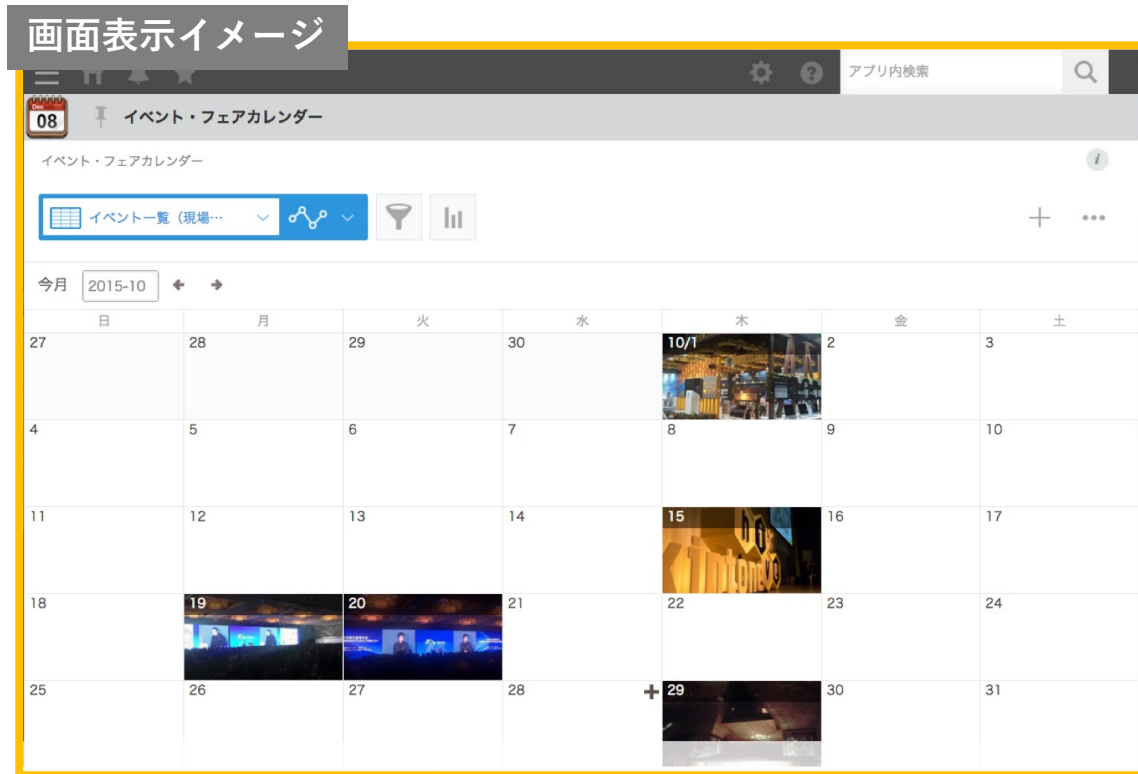 画面表示イメージ
アプリ内検索
Dec
08
イベント・フェアカレンダー
イベント・フェアカレンダー
イベント一覧（現場…
今月 2015-10
日 月 火 水 木 金 土
27 28 29 30 10/1 2 3
4 5 6 7 8 9 10
11 12 13 14 15 16 17
18 19 20 21 22 23 24
25 26 27 28 29 30 31